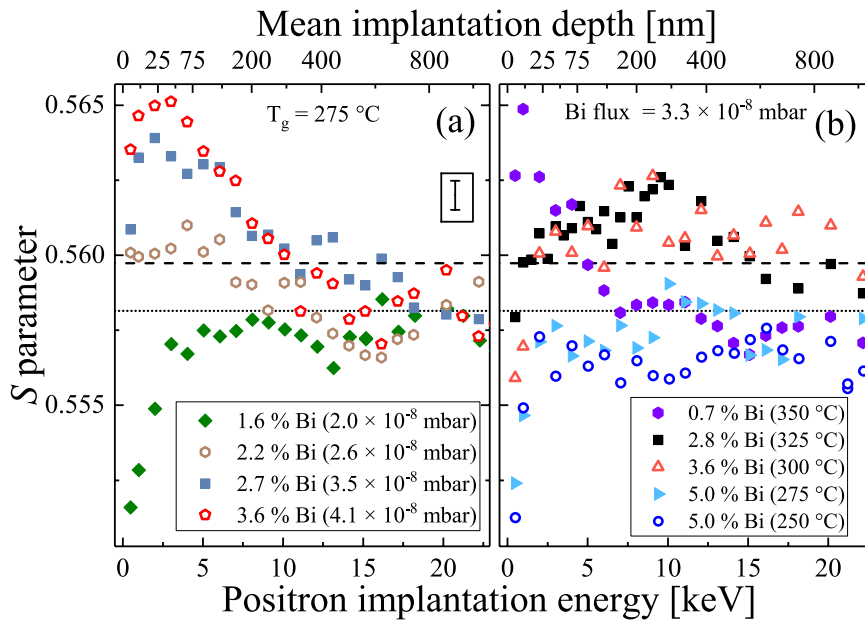 Mean implantation depth [nm]
0 25 75 200 400 800 0 25 75 200 400 800
0.565
0.560
0.555
S parameter
T_g = 275 °C
(a)
Bi flux = 3.3 × 10^-8 mbar
(b)
1.6 % Bi (2.0 × 10^-8 mbar)
2.2 % Bi (2.6 × 10^-8 mbar)
2.7 % Bi (3.5 × 10^-8 mbar)
3.6 % Bi (4.1 × 10^-8 mbar)
0.7 % Bi (350 °C)
2.8 % Bi (325 °C)
3.6 % Bi (300 °C)
5.0 % Bi (275 °C)
5.0 % Bi (250 °C)
0 5 10 15 20 0 5 10 15 20
Positron implantation energy [keV]